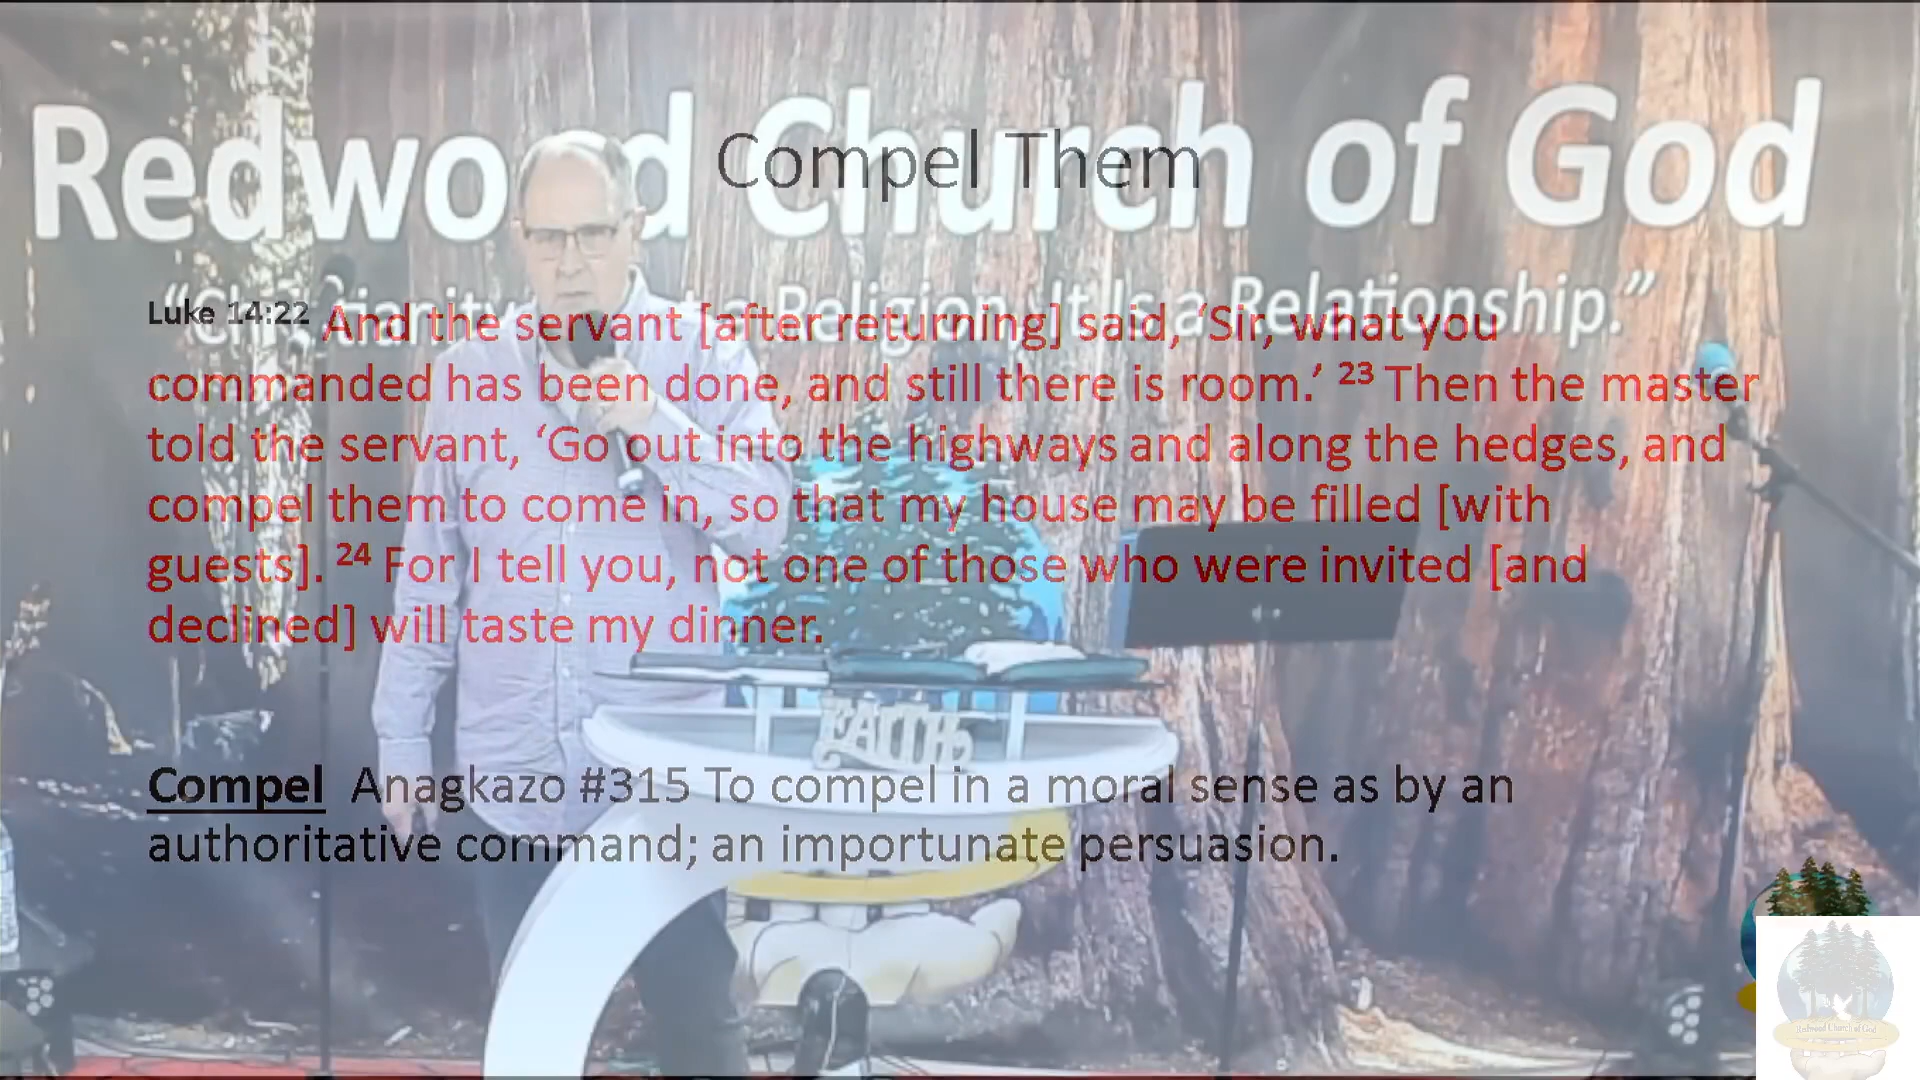 Redwood Church of God
Compel Them
a Religion, It Is a Relationship.”
Luke 14:22 And the servant [after returning] said, ‘Sir, what you
commanded has been done, and still there is room.’ 23 Then the master
told the servant, ‘Go out into the highways and along the hedges, and
compel them to come in, so that my house may be filled [with
guests]. 24 For I tell you, not one of those who were invited [and
declined] will taste my dinner.
FAITH
Compel Anagkazo #315 To compel in a moral sense as by an
authoritative command; an importunate persuasion.
Redwood Church of God